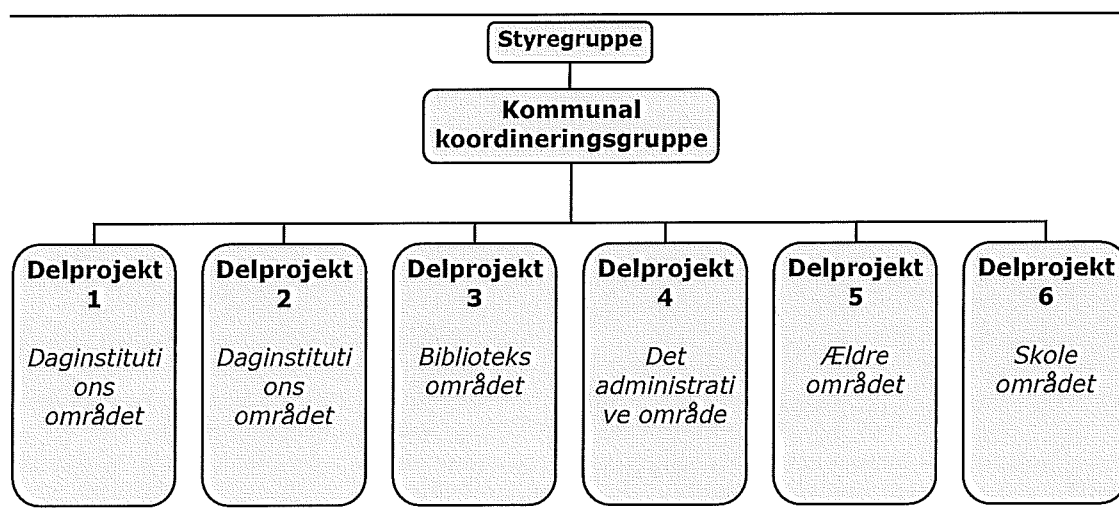 Styregruppe
Kommunal
koordineringsgruppe
Delprojekt
1
Daginstituti
ons
området
Delprojekt
2
Daginstituti
ons
området
Delprojekt
3
Biblioteks
området
Delprojekt
4
Det
administrati
ve område
Delprojekt
5
Ældre
området
Delprojekt
6
Skole
området